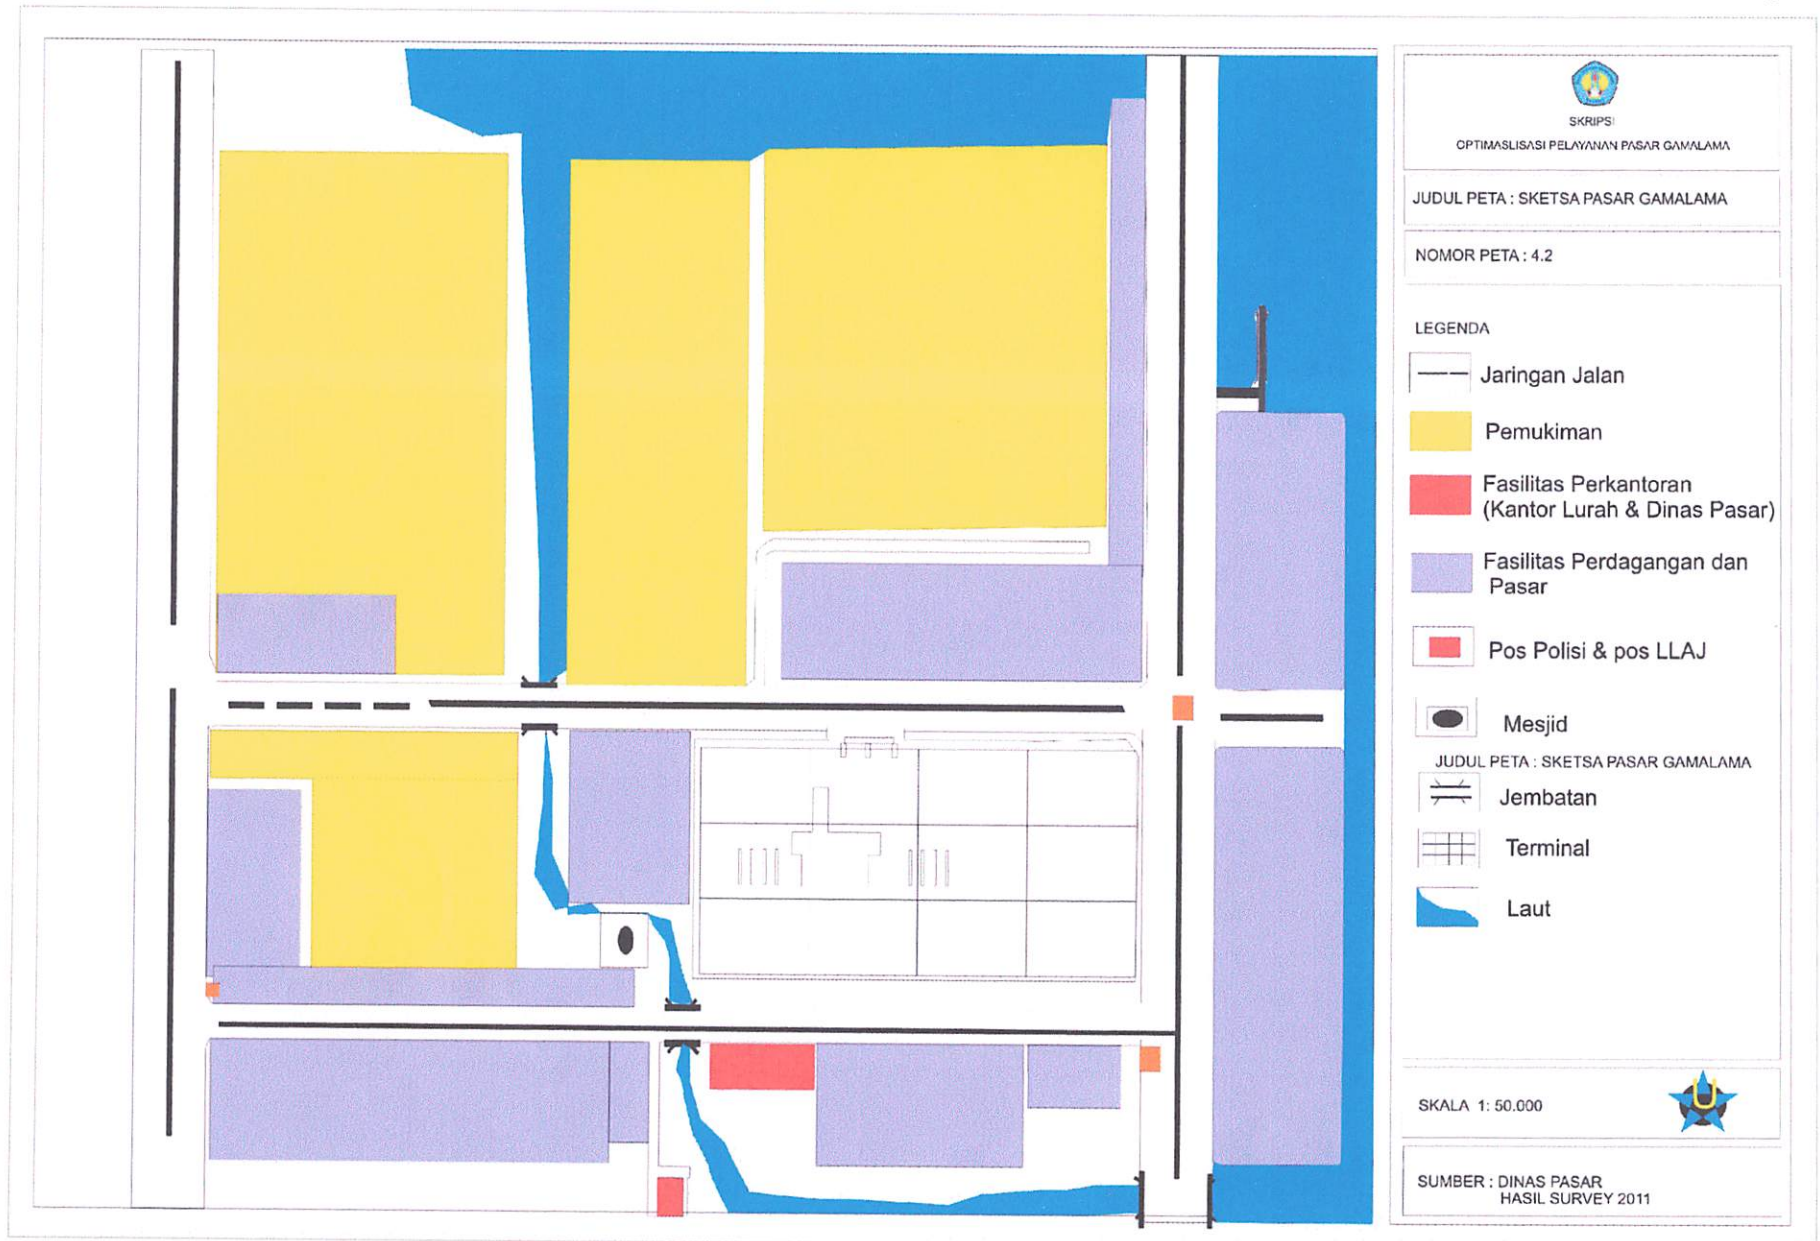 SKRIPSI
OPTIMASLISASI PELAYANAN PASAR GAMALAMA
JUDUL PETA : SKETSA PASAR GAMALAMA
NOMOR PETA : 4.2
LEGENDA
Jaringan Jalan
Pemukiman
Fasilitas Perkantoran
(Kantor Lurah & Dinas Pasar)
Fasilitas Perdagangan dan
Pasar
Pos Polisi & pos LLAJ
Mesjid
JUDUL PETA : SKETSA PASAR GAMALAMA
Jembatan
Terminal
Laut
SKALA 1: 50.000
U
SUMBER : DINAS PASAR
HASIL SURVEY 2011